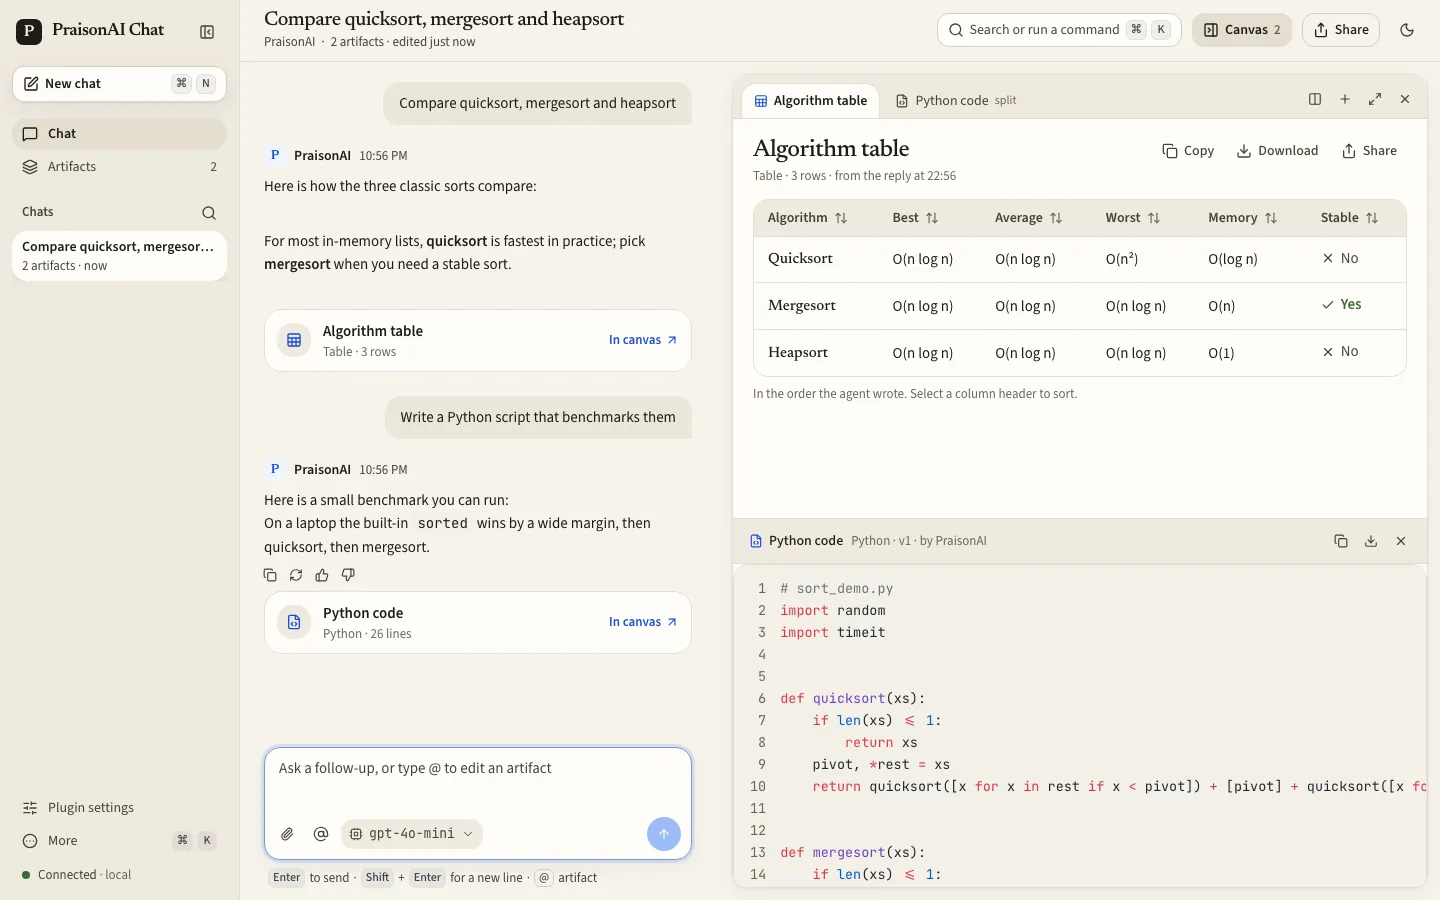 P PraisonAI Chat
New chat ⌘ N
Chat
Artifacts 2
Chats
Compare quicksort, mergesor...
2 artifacts · now
Plugin settings
More ⌘ K
Connected · local
Compare quicksort, mergesort and heapsort
PraisonAI · 2 artifacts · edited just now
Search or run a command ⌘ K
Canvas 2
Share
Compare quicksort, mergesort and heapsort
P PraisonAI 10:56 PM
Here is how the three classic sorts compare:
For most in-memory lists, quicksort is fastest in practice; pick
mergesort when you need a stable sort.
Algorithm table
Table · 3 rows
In canvas
Write a Python script that benchmarks them
P PraisonAI 10:56 PM
Here is a small benchmark you can run:
On a laptop the built-in sorted wins by a wide margin, then
quicksort, then mergesort.
Python code
Python · 26 lines
In canvas
Ask a follow-up, or type @ to edit an artifact
@ gpt-4o-mini
Enter to send · Shift + Enter for a new line · @ artifact
Algorithm table
Python code split
Algorithm table
Table · 3 rows · from the reply at 22:56
Copy Download Share
Algorithm Best Average Worst Memory Stable
Quicksort O(n log n) O(n log n) O(n²) O(log n) No
Mergesort O(n log n) O(n log n) O(n log n) O(n) Yes
Heapsort O(n log n) O(n log n) O(n log n) O(1) No
In the order the agent wrote. Select a column header to sort.
Python code Python · v1 · by PraisonAI
1 # sort_demo.py
2 import random
3 import timeit
4
5
6 def quicksort(xs):
7     if len(xs) <= 1:
8         return xs
9     pivot, *rest = xs
10     return quicksort([x for x in rest if x < pivot]) + [pivot] + quicksort([x fo
11
12
13 def mergesort(xs):
14     if len(xs) <= 1: